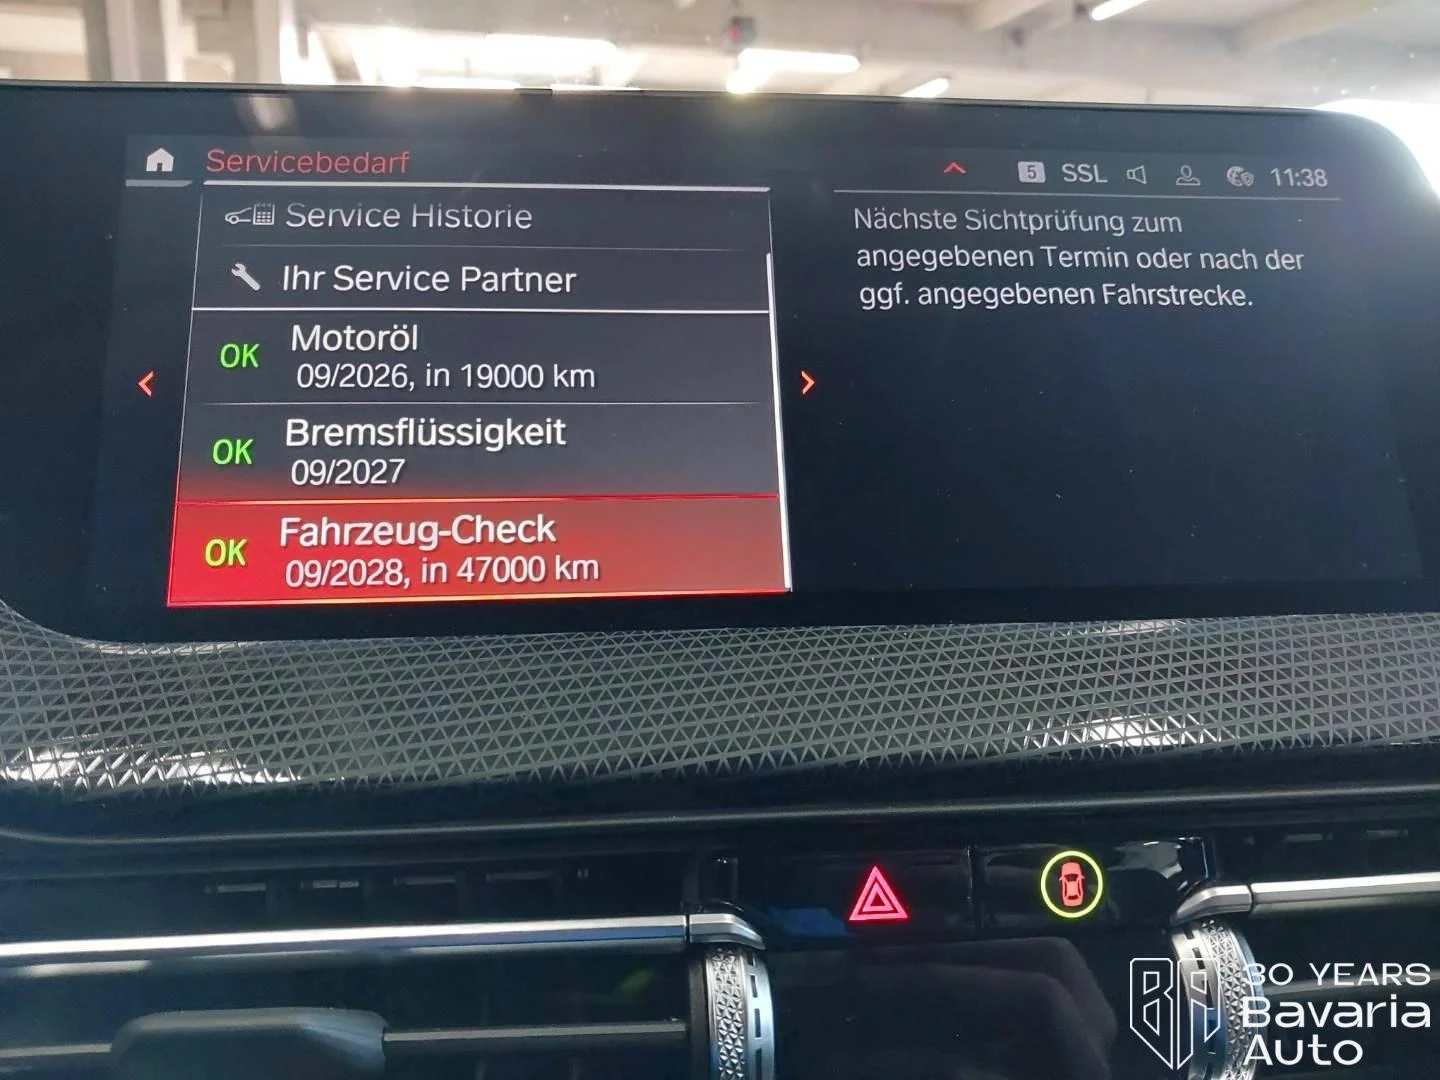 Servicebedarf
5 SSL 11:38
Service Historie
Ihr Service Partner
OK Motoröl
09/2026, in 19000 km
OK Bremsflüssigkeit
09/2027
OK Fahrzeug-Check
09/2028, in 47000 km
Nächste Sichtprüfung zum
angegebenen Termin oder nach der
ggf. angegebenen Fahrstrecke.
BA
30 YEARS
Bavaria
Auto